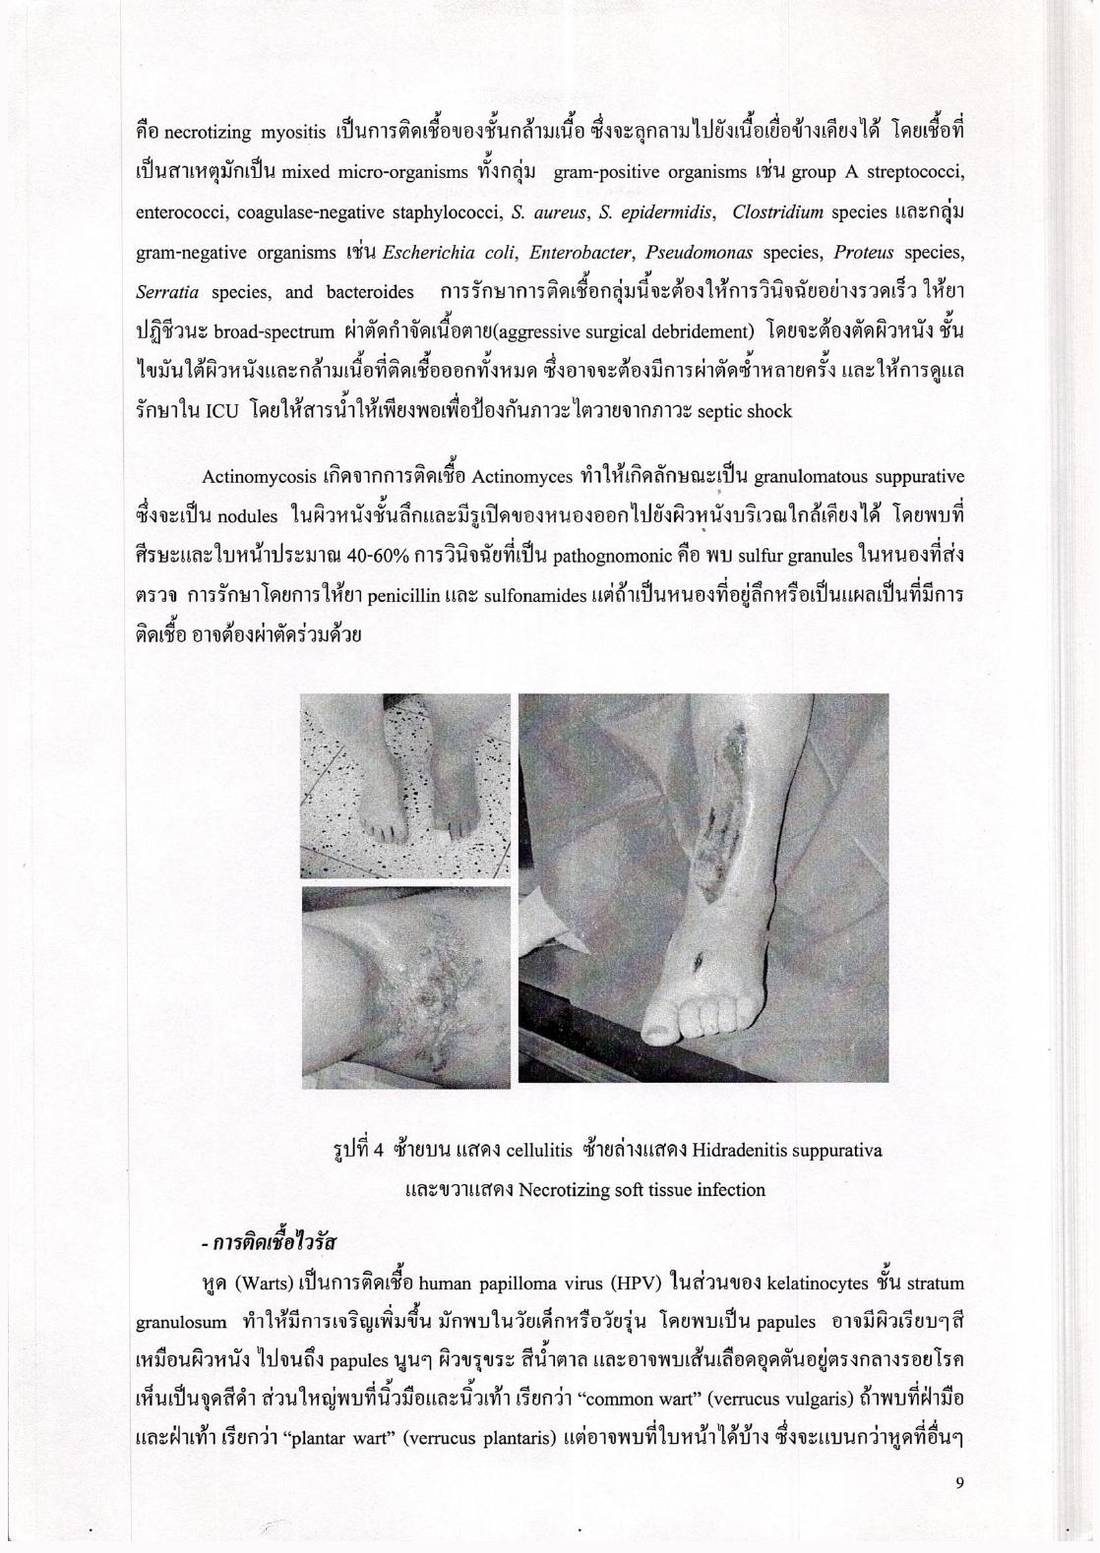 คือ necrotizing myositis เป็นการติดเชื้อของชั้นกล้ามเนื้อ ซึ่งจะลุกลามไปยังเนื้อเยื่อข้างเคียงได้ โดยเชื้อที่
เป็นสาเหตุมักเป็น mixed micro-organisms ทั้งกลุ่ม gram-positive organisms เช่น group A streptococci,
enterococci, coagulase-negative staphylococci, S. aureus, S. epidermidis, Clostridium species และกลุ่ม
gram-negative organisms เช่น Escherichia coli, Enterobacter, Pseudomonas species, Proteus species,
Serratia species, and bacteroides การรักษาการติดเชื้อกลุ่มนี้จะต้องให้การวินิจฉัยอย่างรวดเร็ว ให้ยา
ปฏิชีวนะ broad-spectrum ผ่าตัดกำจัดเนื้อตาย(aggressive surgical debridement) โดยจะต้องตัดผิวหนัง ชั้น
ไขมันใต้ผิวหนังและกล้ามเนื้อที่ติดเชื้อออกทั้งหมด ซึ่งอาจจะต้องมีการผ่าตัดซ้ำหลายครั้ง และให้การดูแล
รักษาใน ICU โดยให้สารน้ำให้เพียงพอเพื่อป้องกันภาวะไตวายจากภาวะ septic shock
Actinomycosis เกิดจากการติดเชื้อ Actinomyces ทำให้เกิดลักษณะเป็น granulomatous suppurative
ซึ่งจะเป็น nodules ในผิวหนังชั้นลึกและมีรูเปิดของหนองออกไปยังผิวหนังบริเวณใกล้เคียงได้ โดยพบที่
ศีรษะและใบหน้าประมาณ 40-60% การวินิจฉัยที่เป็น pathognomonic คือ พบ sulfur granules ในหนองที่ส่ง
ตรวจ การรักษาโดยการให้ยา penicillin และ sulfonamides แต่ถ้าเป็นหนองที่อยู่ลึกหรือเป็นแผลเป็นที่มีการ
ติดเชื้อ อาจต้องผ่าตัดร่วมด้วย
รูปที่ 4 ซ้ายบน แสดง cellulitis ซ้ายล่างแสดง Hidradenitis suppurativa
และขวาแสดง Necrotizing soft tissue infection
- การติดเชื้อไวรัส
หูด (Warts) เป็นการติดเชื้อ human papilloma virus (HPV) ในส่วนของ kelatinocytes ชั้น stratum
granulosum ทำให้มีการเจริญเพิ่มขึ้น มักพบในวัยเด็กหรือวัยรุ่น โดยพบเป็น papules อาจมีผิวเรียบๆสี
เหมือนผิวหนัง ไปจนถึง papules นูนๆ ผิวขรุขระ สีน้ำตาล และอาจพบเส้นเลือดอุดตันอยู่ตรงกลางรอยโรค
เห็นเป็นจุดสีดำ ส่วนใหญ่พบที่นิ้วมือและนิ้วเท้า เรียกว่า “common wart” (verrucus vulgaris) ถ้าพบที่ฝ่ามือ
และฝ่าเท้า เรียกว่า “plantar wart” (verrucus plantaris) แต่อาจพบที่ใบหน้าได้บ้าง ซึ่งจะแบนกว่าหูดที่อื่นๆ
9